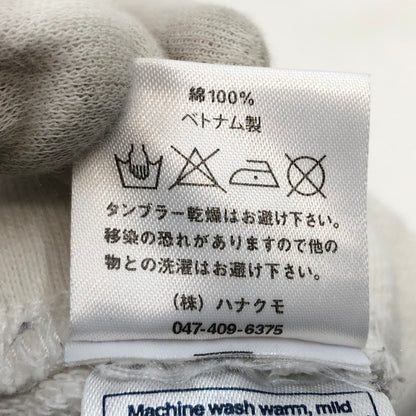 綿100%
ベトナム製
タンブラー乾燥はお避け下さい。
移染の恐れがありますので他の
物との洗濯はお避け下さい。
(株) ハナクモ
047-409-6375
Machine wash warm, mild